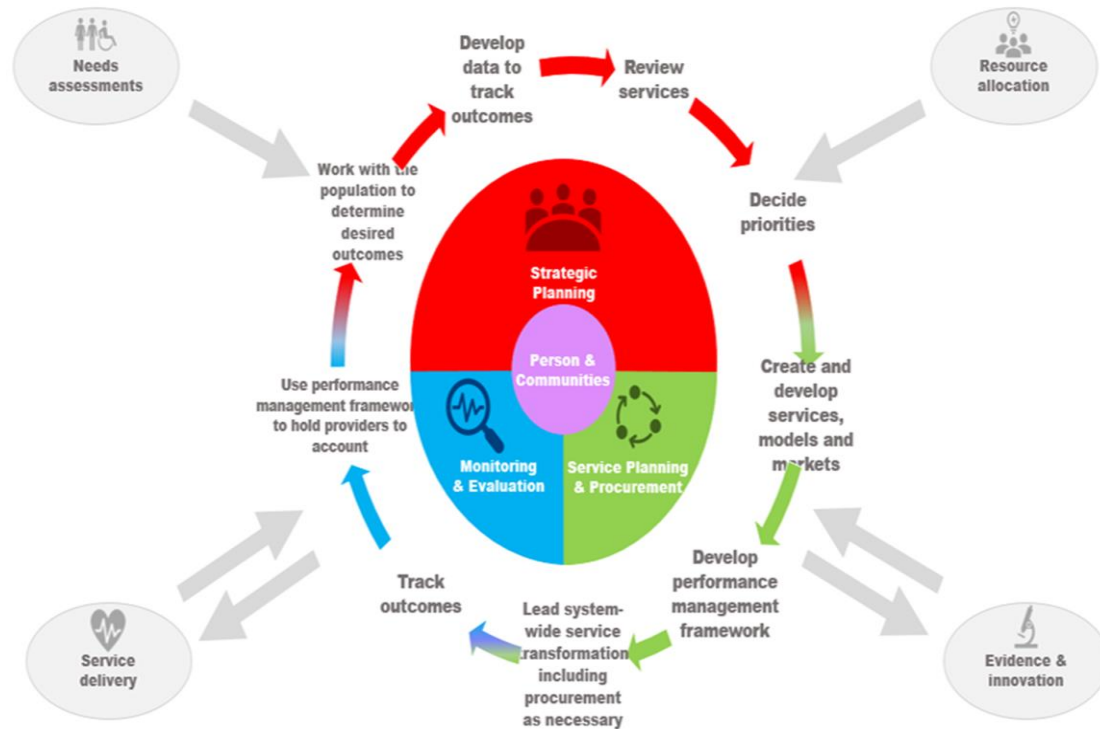 Needs
assessments
Resource
allocation
Develop
data to
track
outcomes
Review
services
Work with the
population to
determine
desired
outcomes
Decide
priorities
Strategic
Planning
Person &
Communities
Use performance
management framework
to hold providers to
account
Create and
develop
services,
models and
markets
Monitoring
& Evaluation
Service Planning
& Procurement
Track
outcomes
Develop
performance
management
framework
Lead system-
wide service
transformation
including
procurement
as necessary
Service
delivery
Evidence &
innovation